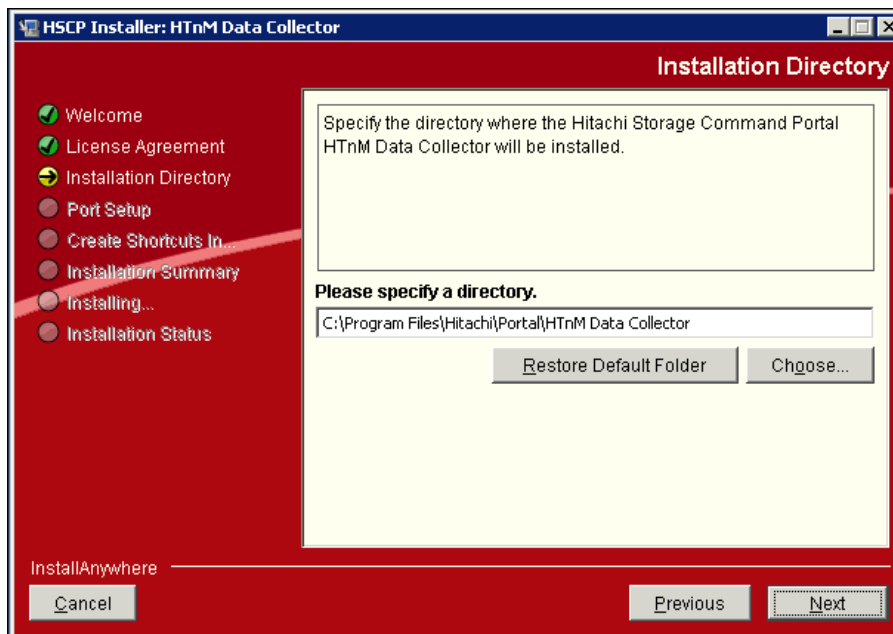 HSCP Installer: HTnM Data Collector
Installation Directory
Welcome
License Agreement
Installation Directory
Port Setup
Create Shortcuts In...
Installation Summary
Installing...
Installation Status
Specify the directory where the Hitachi Storage Command Portal
HTnM Data Collector will be installed.
Please specify a directory.
C:\Program Files\Hitachi\Portal\HTnM Data Collector
Restore Default Folder
Choose...
InstallAnywhere
Cancel
Previous
Next